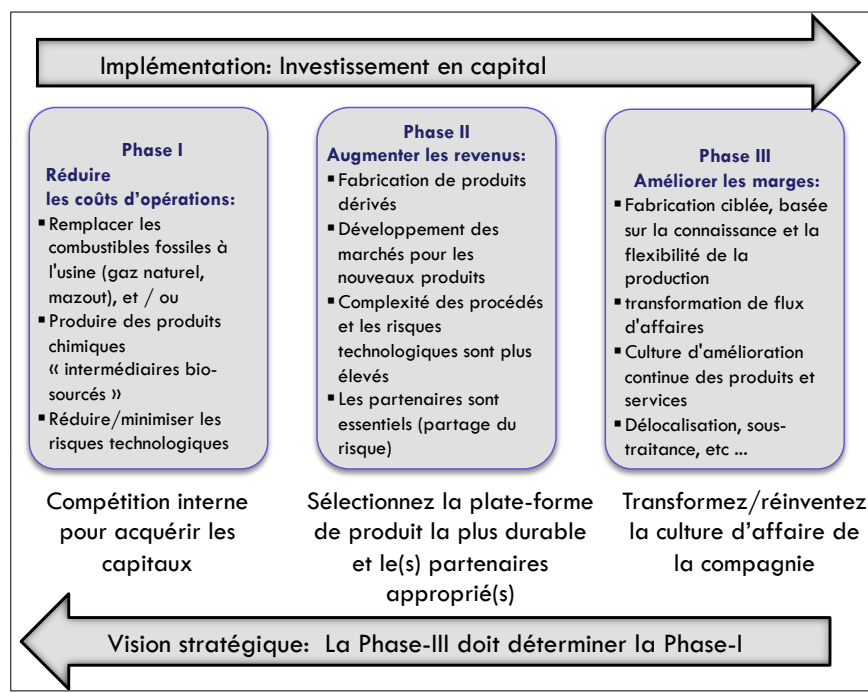 Implémentation: Investissement en capital
Phase I
Réduire
les coûts d'opérations:
▪ Remplacer les
combustibles fossiles à
l'usine (gaz naturel,
mazout), et / ou
▪ Produire des produits
chimiques
« intermédiaires bio-
sourcés »
▪ Réduire/minimiser les
risques technologiques
Phase II
Augmenter les revenus:
▪ Fabrication de produits
dérivés
▪ Développement des
marchés pour les
nouveaux produits
▪ Complexité des procédés
et les risques
technologiques sont plus
élevés
▪ Les partenaires sont
essentiels (partage du
risque)
Phase III
Améliorer les marges:
▪ Fabrication ciblée, basée
sur la connaissance et la
flexibilité de la
production
▪ transformation de flux
d'affaires
▪ Culture d'amélioration
continue des produits et
services
▪ Délocalisation, sous-
traitance, etc ...
Compétition interne
pour acquérir les
capitaux
Sélectionnez la plate-forme
de produit la plus durable
et le(s) partenaires
approprié(s)
Transformez/réinventez
la culture d'affaire de
la compagnie
Vision stratégique: La Phase-III doit déterminer la Phase-I